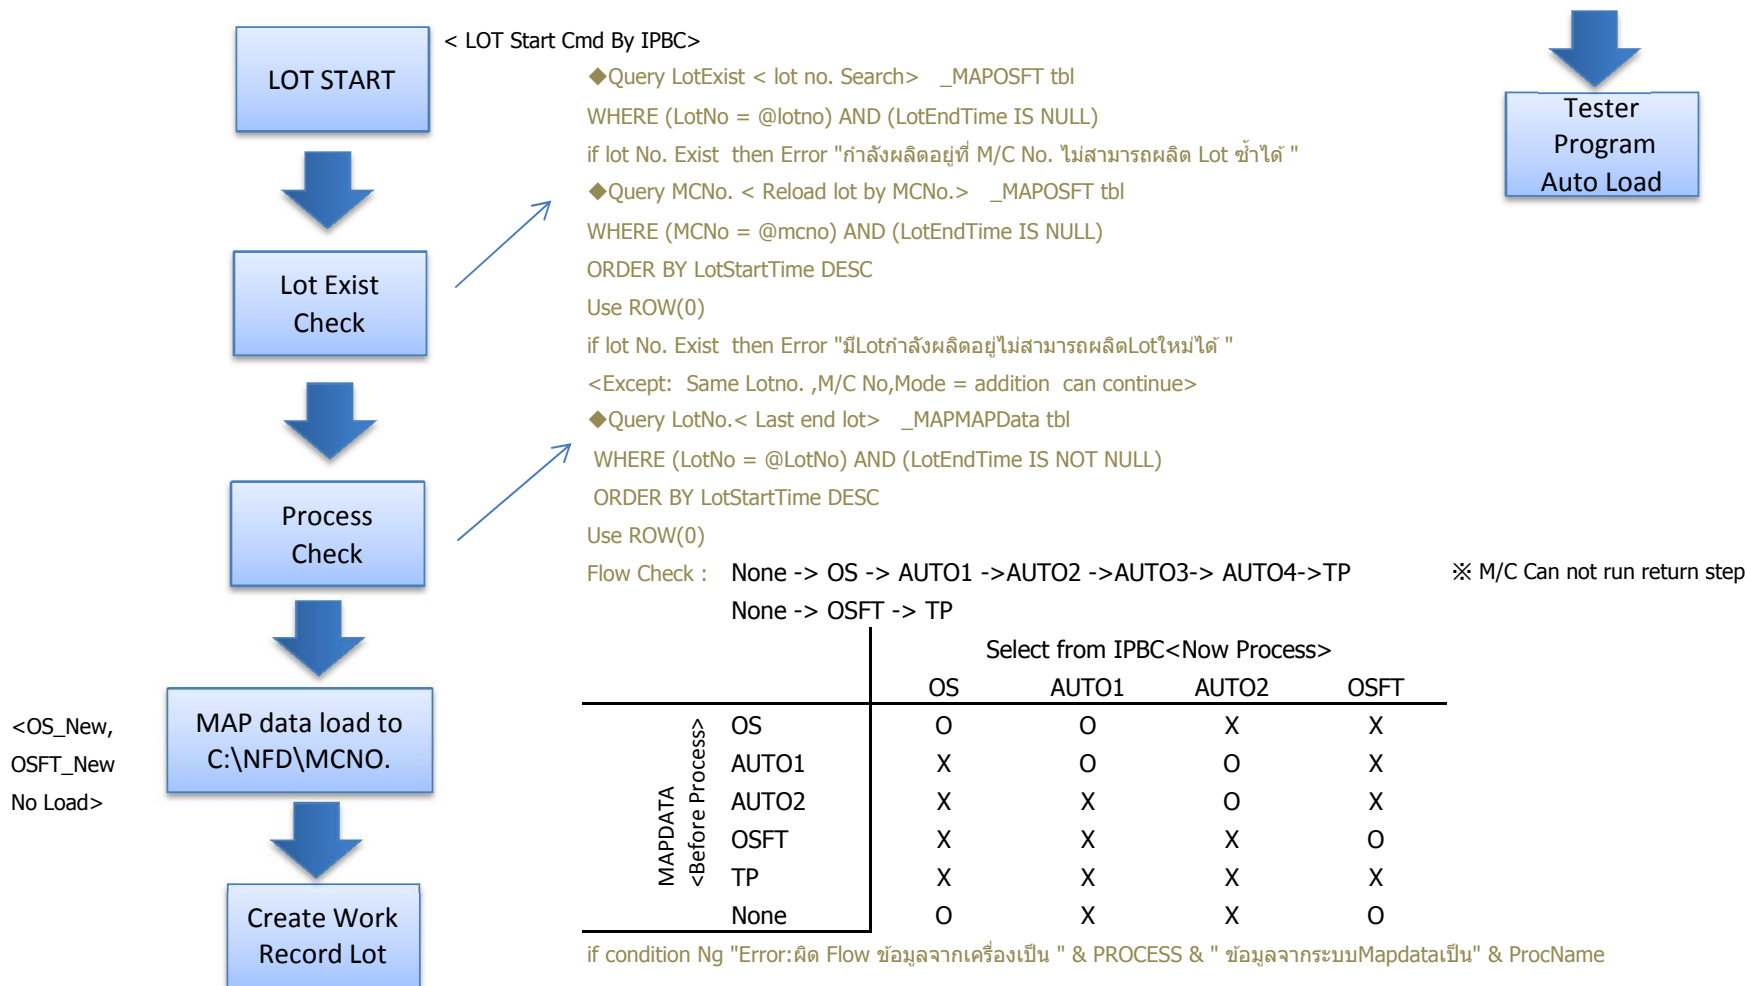 < LOT Start Cmd By IPBC>
LOT START
◆Query LotExist < lot no. Search>   _MAPOSFT tbl
WHERE (LotNo = @lotno) AND (LotEndTime IS NULL)
if lot No. Exist  then Error "กำลังผลิตอยู่ที่ M/C No. ไม่สามารถผลิต Lot ซ้ำได้ "
◆Query MCNo. < Reload lot by MCNo.>   _MAPOSFT tbl
WHERE (MCNo = @mcno) AND (LotEndTime IS NULL)
ORDER BY LotStartTime DESC
Use ROW(0)
if lot No. Exist  then Error "มีLotกำลังผลิตอยู่ไม่สามารถผลิตLotใหม่ได้ "
<Except:  Same Lotno. ,M/C No,Mode = addition  can continue>
Lot Exist
Check
◆Query LotNo.< Last end lot>   _MAPMAPData tbl
WHERE (LotNo = @LotNo) AND (LotEndTime IS NOT NULL)
ORDER BY LotStartTime DESC
Use ROW(0)
Process
Check
Flow Check :   None -> OS -> AUTO1 ->AUTO2 ->AUTO3-> AUTO4->TP
None -> OSFT -> TP
※ M/C Can not run return step
Select from IPBC<Now Process>
OS AUTO1 AUTO2 OSFT
MAPDATA
<Before Process>
OS O O X X
AUTO1 X O O X
AUTO2 X X O X
OSFT X X X O
TP X X X X
None O X X O
if condition Ng "Error:ผิด Flow ข้อมูลจากเครื่องเป็น " & PROCESS & " ข้อมูลจากระบบMapdataเป็น" & ProcName
<OS_New,
OSFT_New
No Load>
MAP data load to
C:\NFD\MCNO.
Create Work
Record Lot
Tester
Program
Auto Load